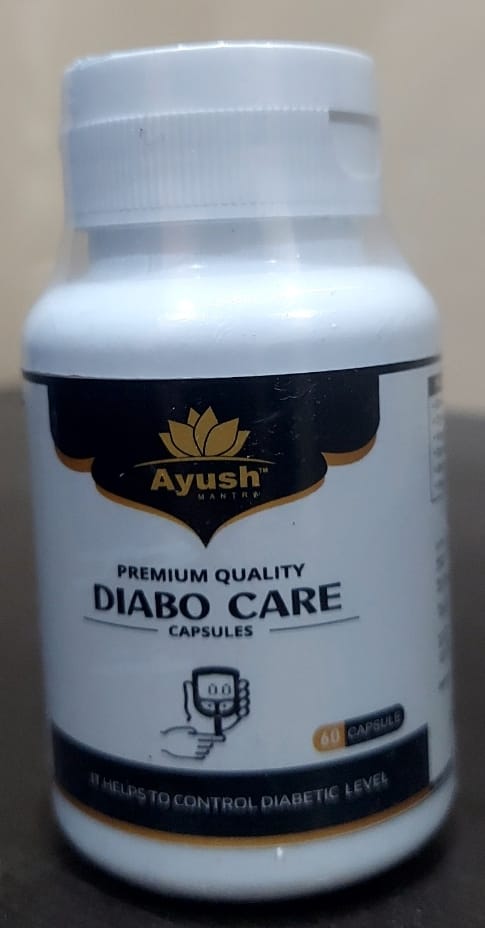 Ayush™
MANTRA
PREMIUM QUALITY
DIABO CARE
CAPSULES
60 CAPSULE
IT HELPS TO CONTROL DIABETIC LEVEL